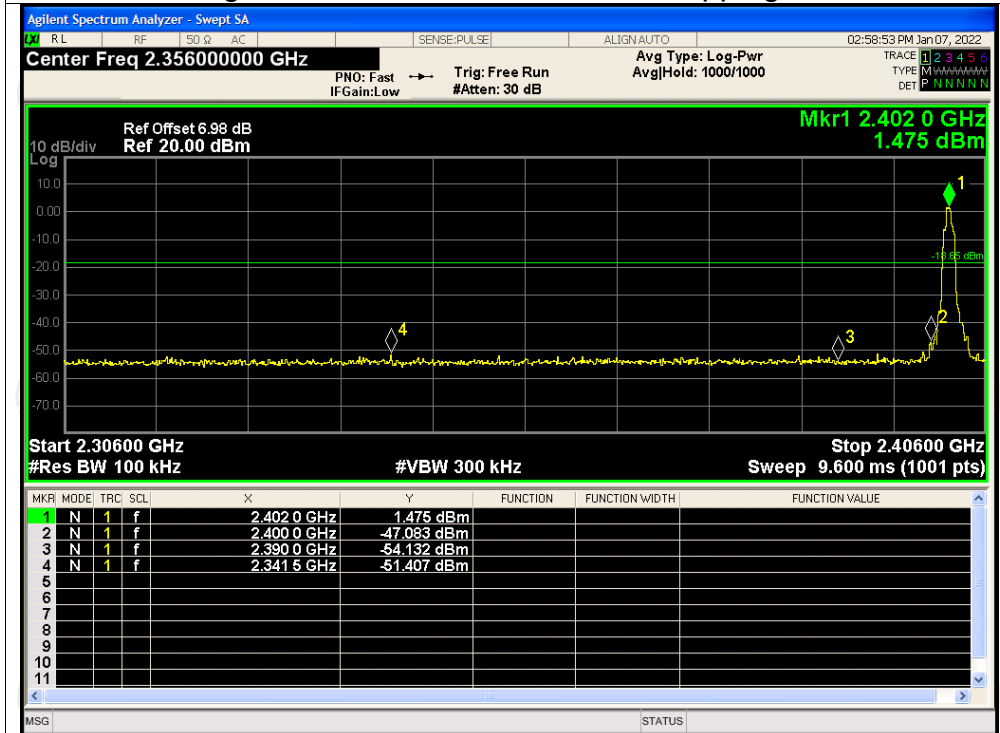 Agilent Spectrum Analyzer - Swept SA
LXI RL RF 50 Ω AC SENSE:PULSE ALIGNAUTO 02:58:53 PM Jan 07, 2022
Center Freq 2.356000000 GHz
PNO: Fast
IFGain:Low
Trig: Free Run
#Atten: 30 dB
Avg Type: Log-Pwr
Avg|Hold: 1000/1000
TRACE 1 2 3 4 5 6
TYPE M
DET P N N N N N
Mkr1 2.402 0 GHz
1.475 dBm
Ref Offset 6.98 dB
10 dB/div Ref 20.00 dBm
Log
10.0
0.00
-10.0
-20.0
-30.0
-40.0
-50.0
-60.0
-70.0
1
-18.65 dBm
2
3
4
Start 2.30600 GHz Stop 2.40600 GHz
#Res BW 100 kHz #VBW 300 kHz Sweep 9.600 ms (1001 pts)
MKR MODE TRC SCL X Y FUNCTION FUNCTION WIDTH FUNCTION VALUE
1 N 1 f 2.402 0 GHz 1.475 dBm
2 N 1 f 2.400 0 GHz -47.083 dBm
3 N 1 f 2.390 0 GHz -54.132 dBm
4 N 1 f 2.341 5 GHz -51.407 dBm
5
6
7
8
9
10
11
MSG STATUS